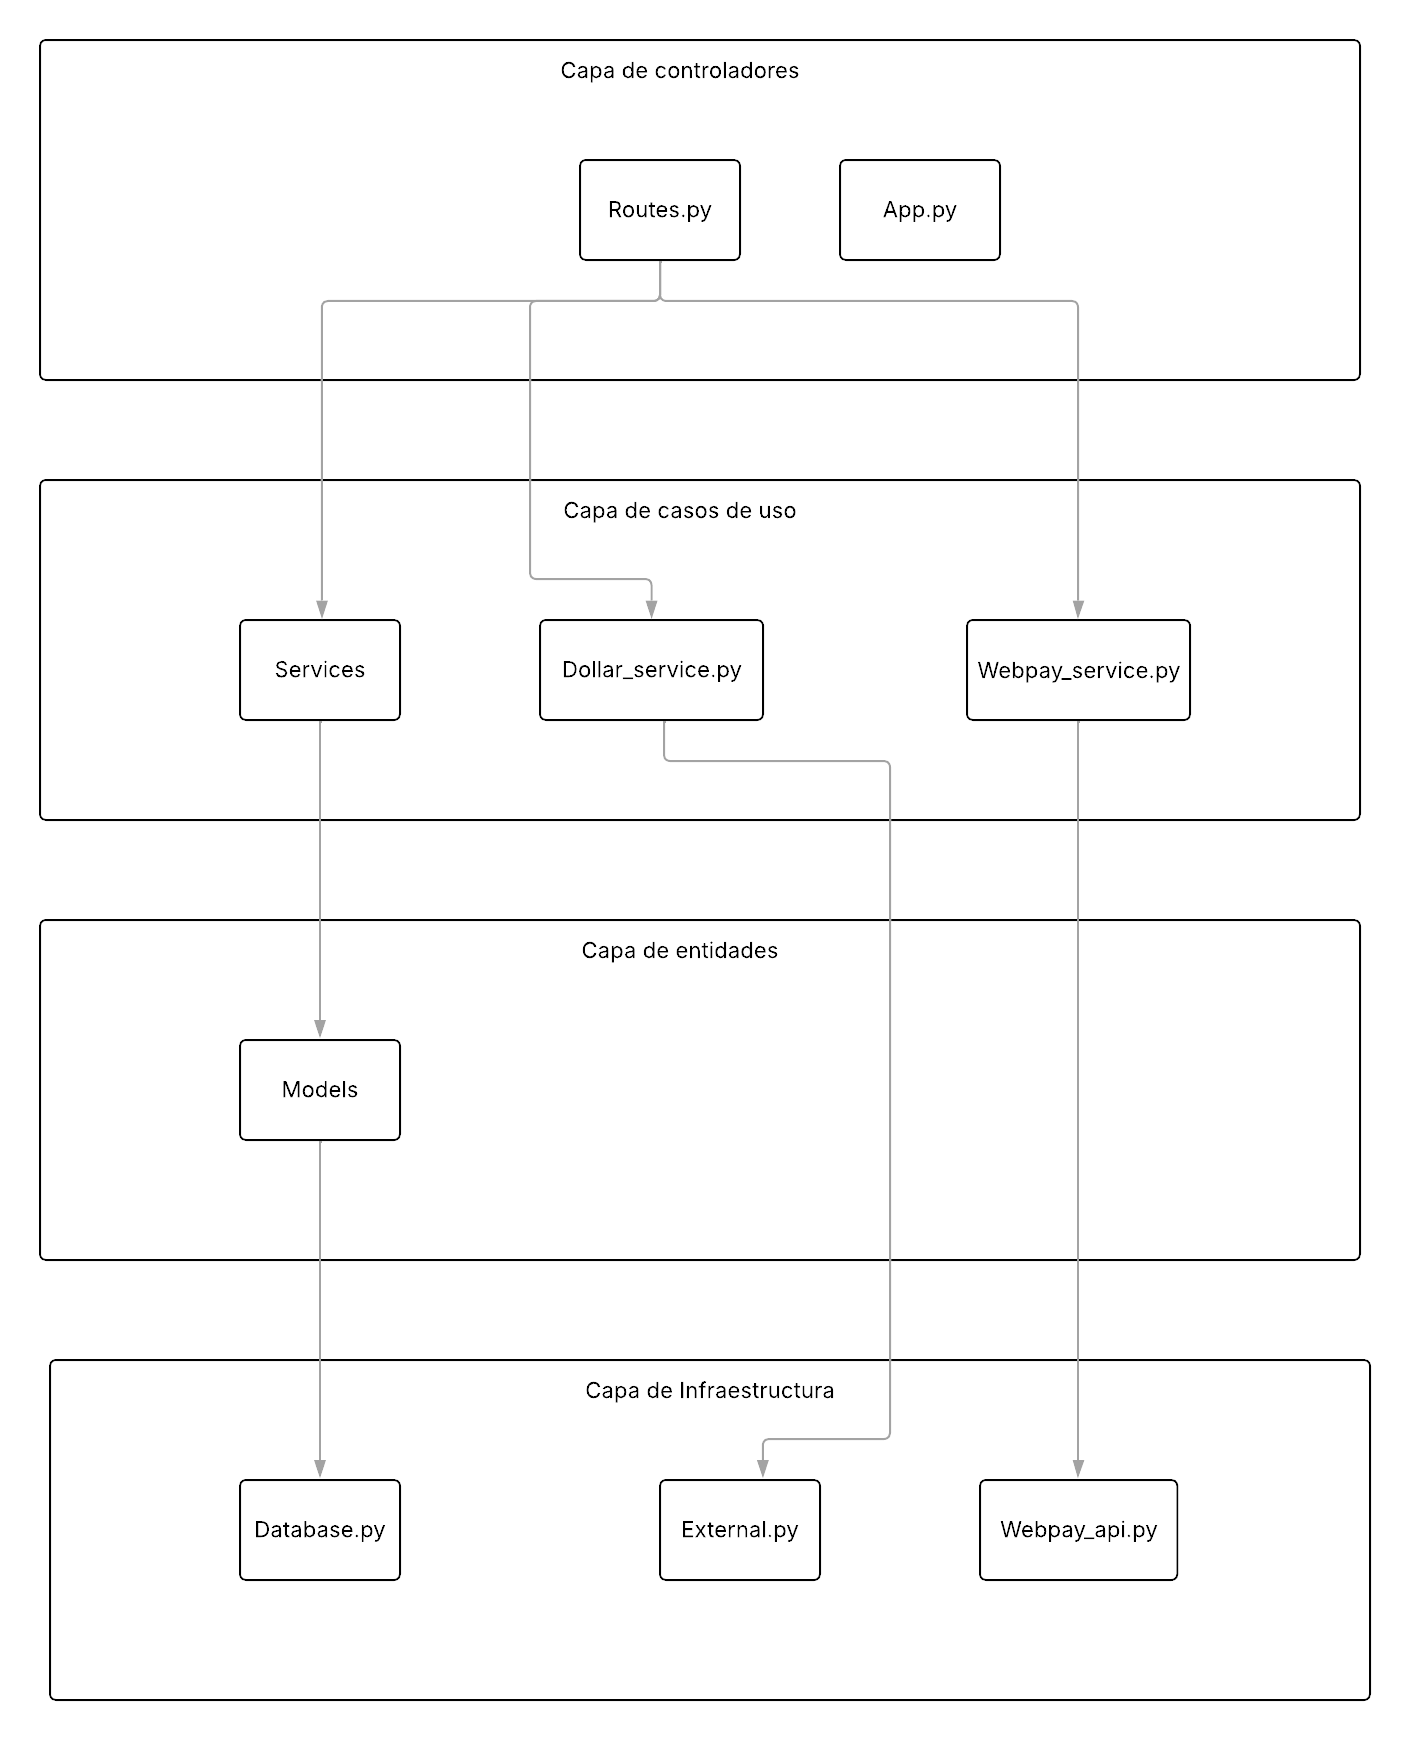 Capa de controladores
Routes.py
App.py
Capa de casos de uso
Services
Dollar_service.py
Webpay_service.py
Capa de entidades
Models
Capa de Infraestructura
Database.py
External.py
Webpay_api.py